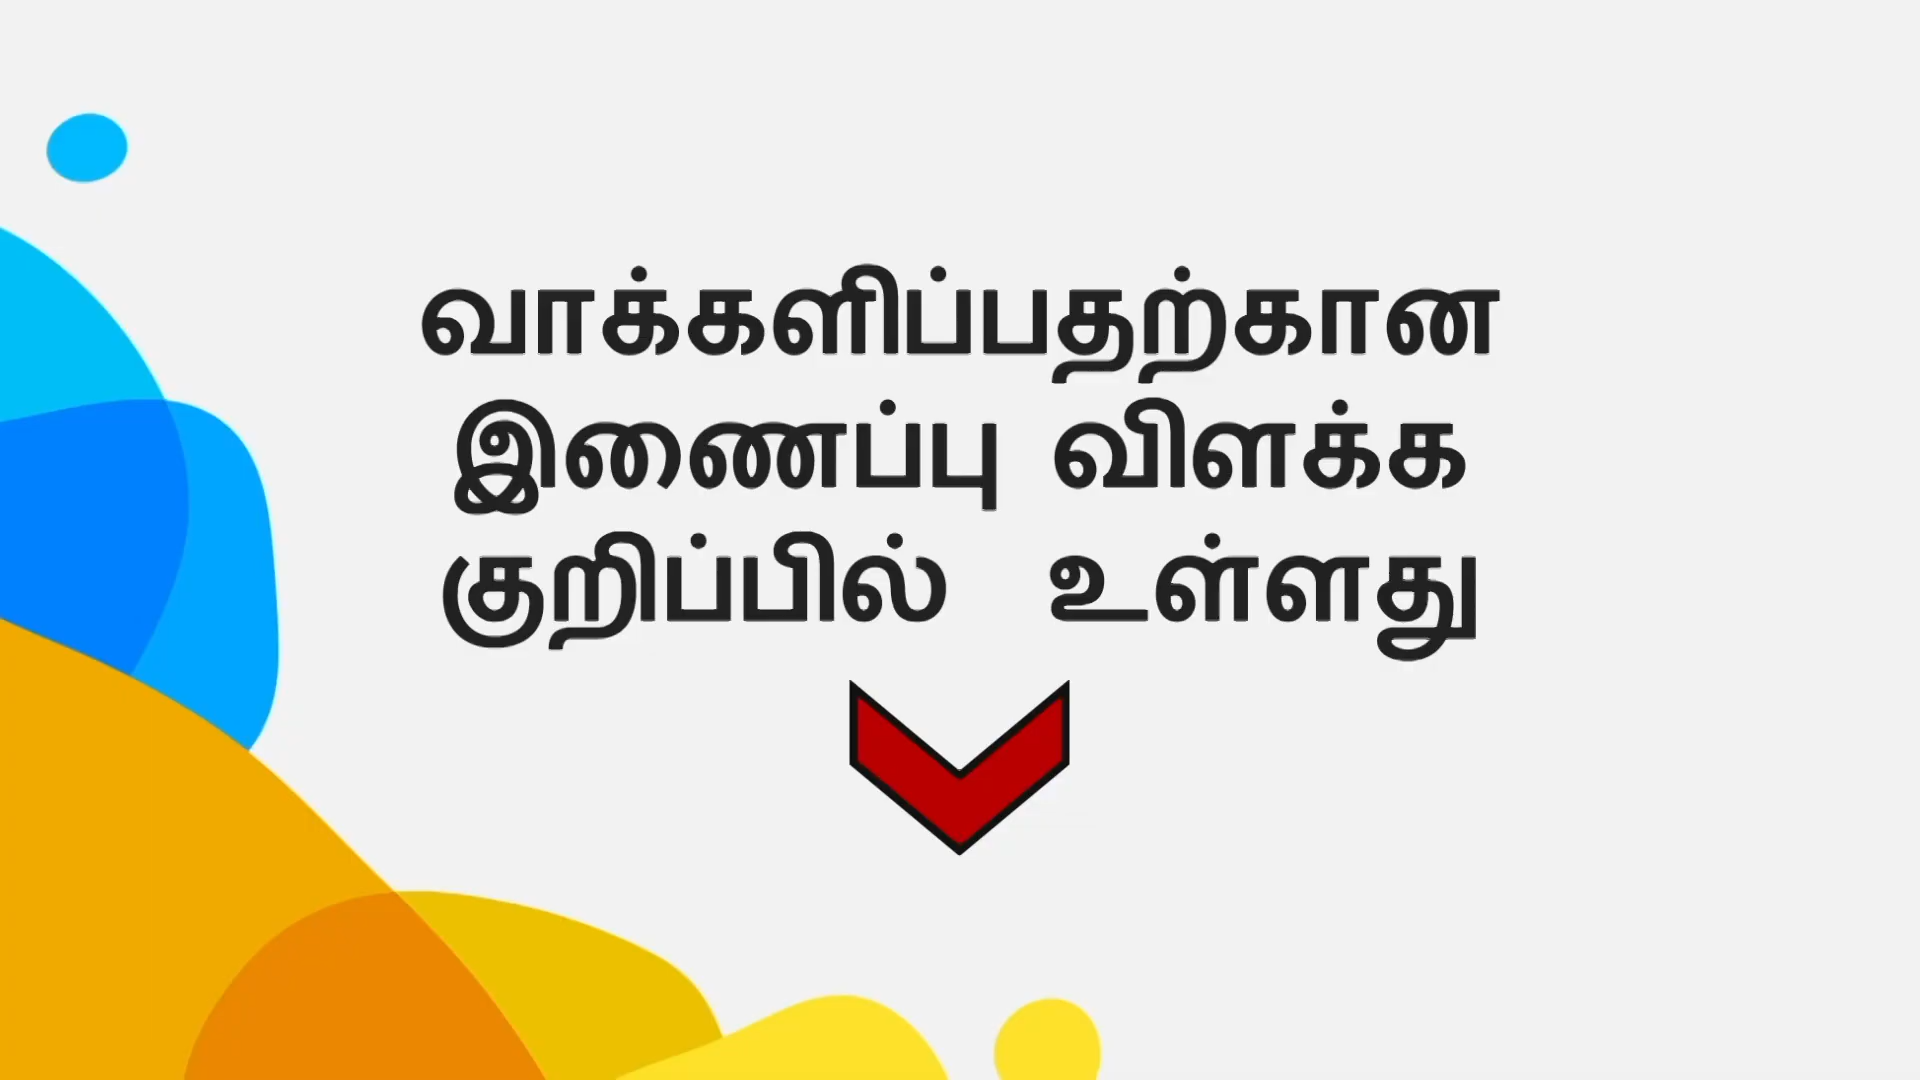 வாக்களிப்பதற்கான
இணைப்பு விளக்க
குறிப்பில் உள்ளது